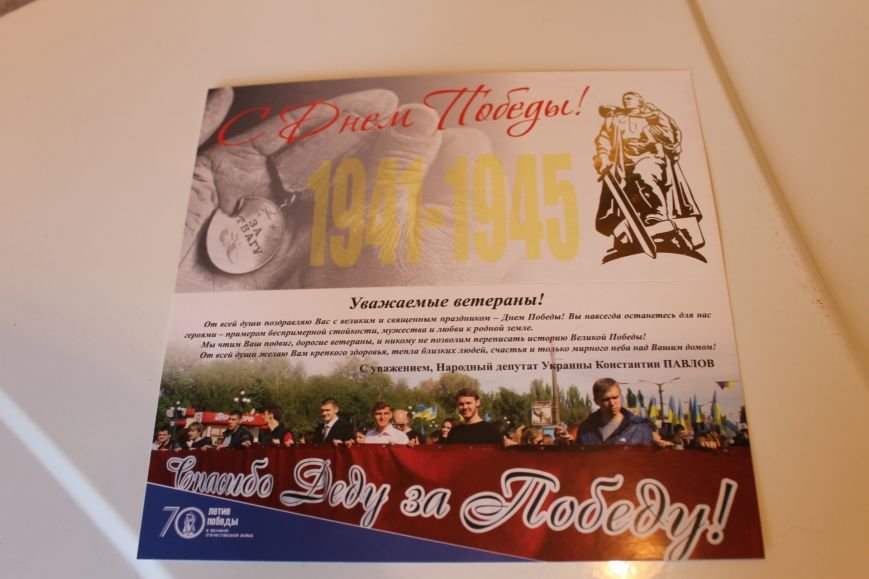 С Днем Победы!
1941-1945
ЗА
ОТВАГУ
Уважаемые ветераны!
От всей души поздравляю Вас с великим и священным праздником – Днем Победы! Вы навсегда останетесь для нас
героями – примером беспримерной стойкости, мужества и любви к родной земле.
Мы чтим Ваш подвиг, дорогие ветераны, и никому не позволим переписать историю Великой Победы!
От всей души желаю Вам крепкого здоровья, тепла близких людей, счастья и только мирного неба над Вашим домом!
С уважением, Народный депутат Украины Константин ПАВЛОВ
Спасибо Деду за Победу!
70 летие
победы
в великой
отечественной войне